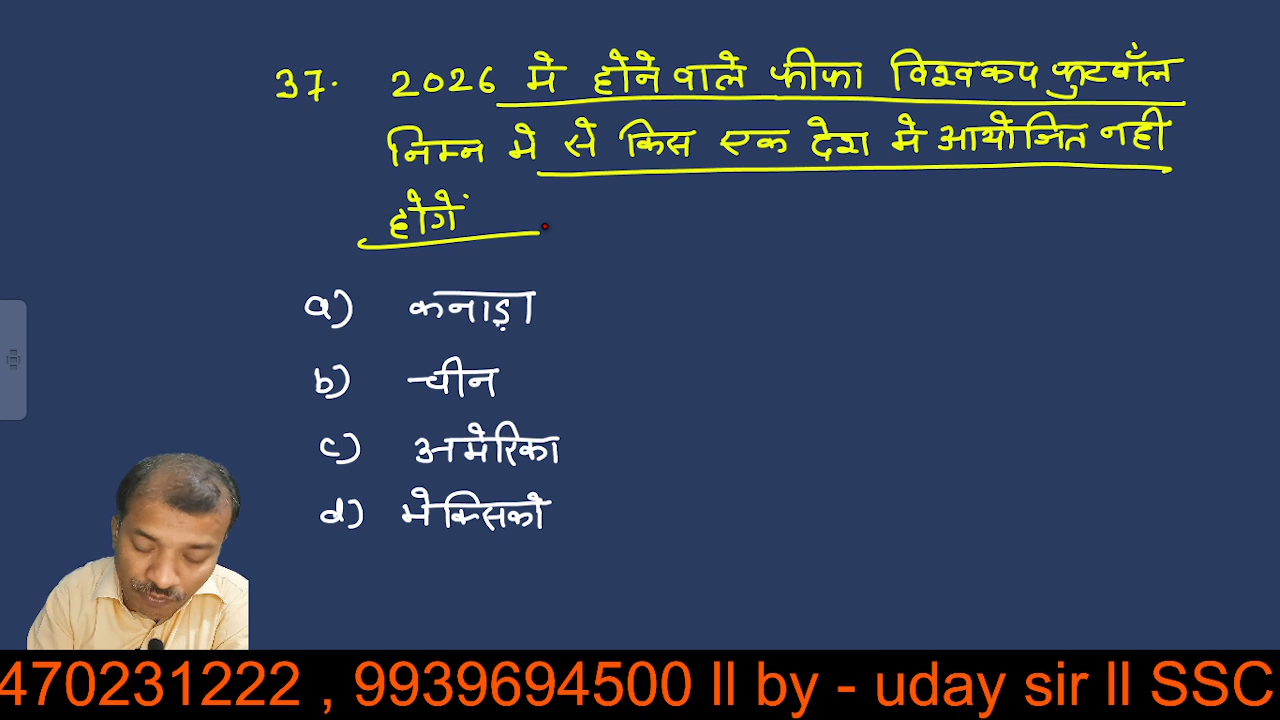 37. 2026 में होने वाले फीफा विश्वकप फुटबॉल
निम्न में से किस एक देश में आयोजित नही
होगें
a) कनाड़ा
b) चीन
c) अमेरिका
d) मेक्सिको
470231222 , 9939694500 ll by - uday sir ll SSC